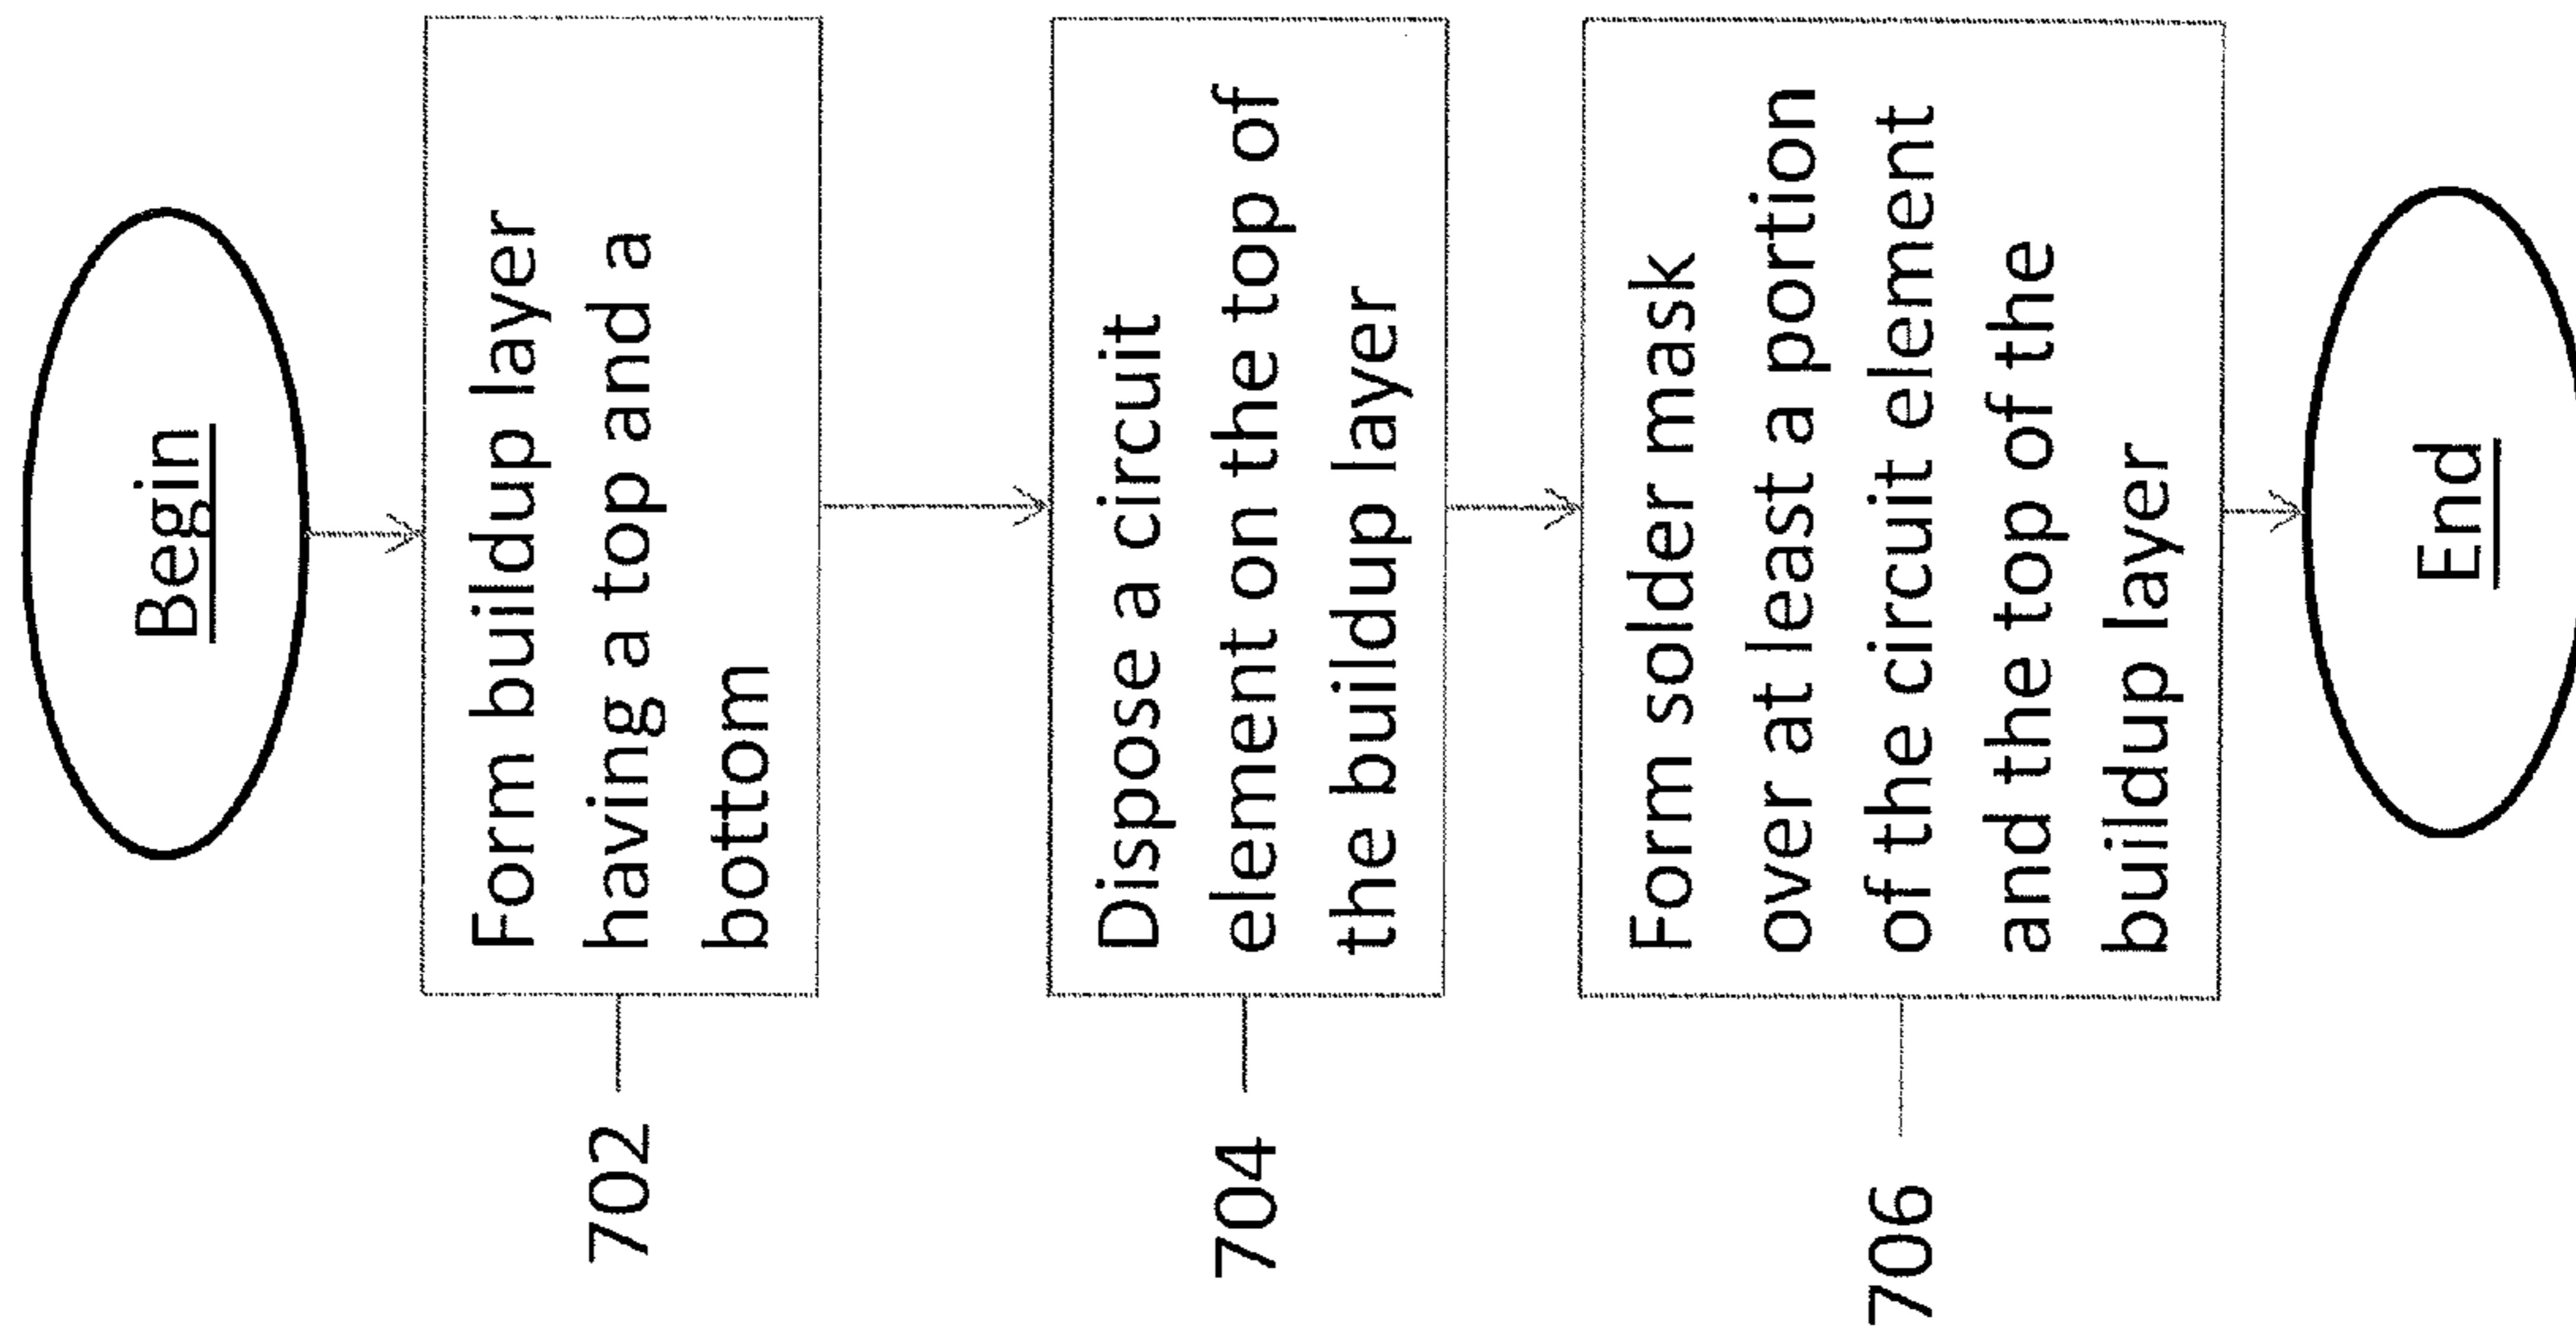 Begin
Form buildup layer
having a top and a
bottom
702
Dispose a circuit
element on the top of
the buildup layer
704
Form solder mask
over at least a portion
of the circuit element
and the top of the
buildup layer
706
End